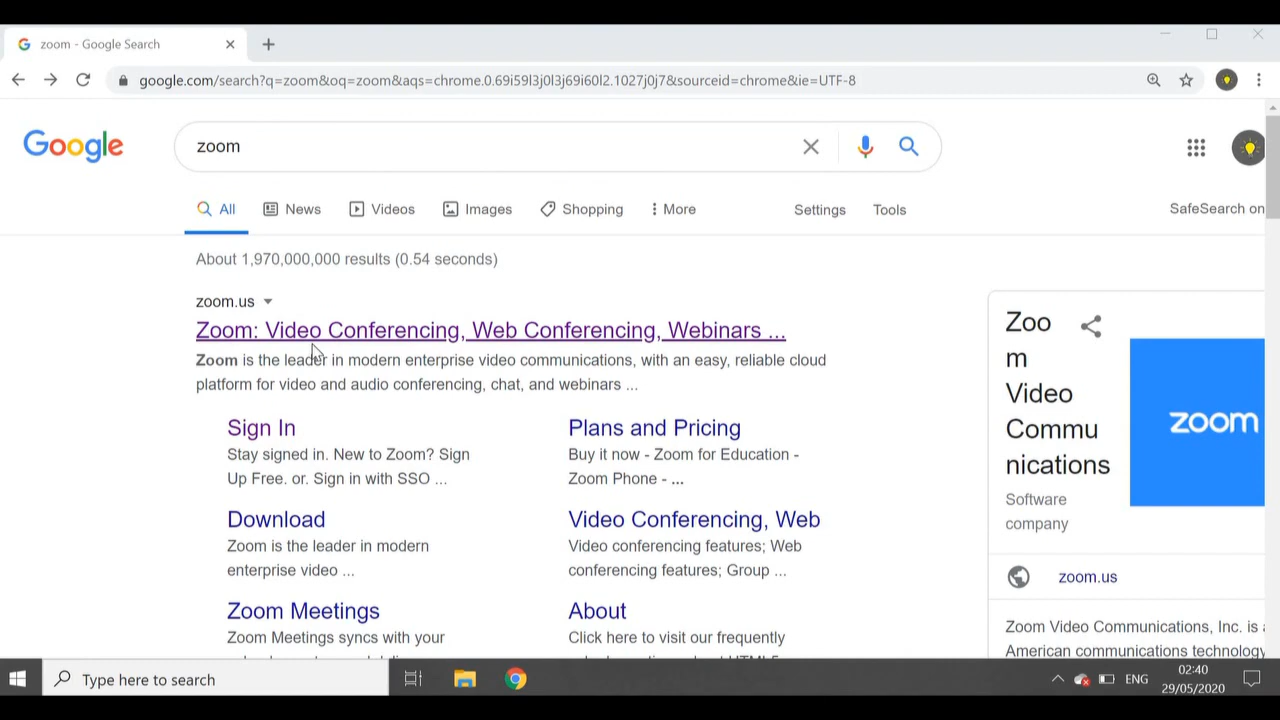 zoom - Google Search
google.com/search?q=zoom&oq=zoom&aqs=chrome.0.69i59l3j0l3j69i60l2.1027j0j7&sourceid=chrome&ie=UTF-8
Google
zoom
All News Videos Images Shopping More Settings Tools SafeSearch on
About 1,970,000,000 results (0.54 seconds)
zoom.us
Zoom: Video Conferencing, Web Conferencing, Webinars ...
Zoom is the leader in modern enterprise video communications, with an easy, reliable cloud
platform for video and audio conferencing, chat, and webinars ...
Sign In
Stay signed in. New to Zoom? Sign
Up Free. or. Sign in with SSO ...
Plans and Pricing
Buy it now - Zoom for Education -
Zoom Phone - ...
Download
Zoom is the leader in modern
enterprise video ...
Video Conferencing, Web
Video conferencing features; Web
conferencing features; Group ...
Zoom Meetings
Zoom Meetings syncs with your
About
Click here to visit our frequently
Zoo
m
Video
Commu
nications
Software
company
zoom
zoom.us
Zoom Video Communications, Inc. is
American communications technology
Type here to search
ENG
02:40
29/05/2020